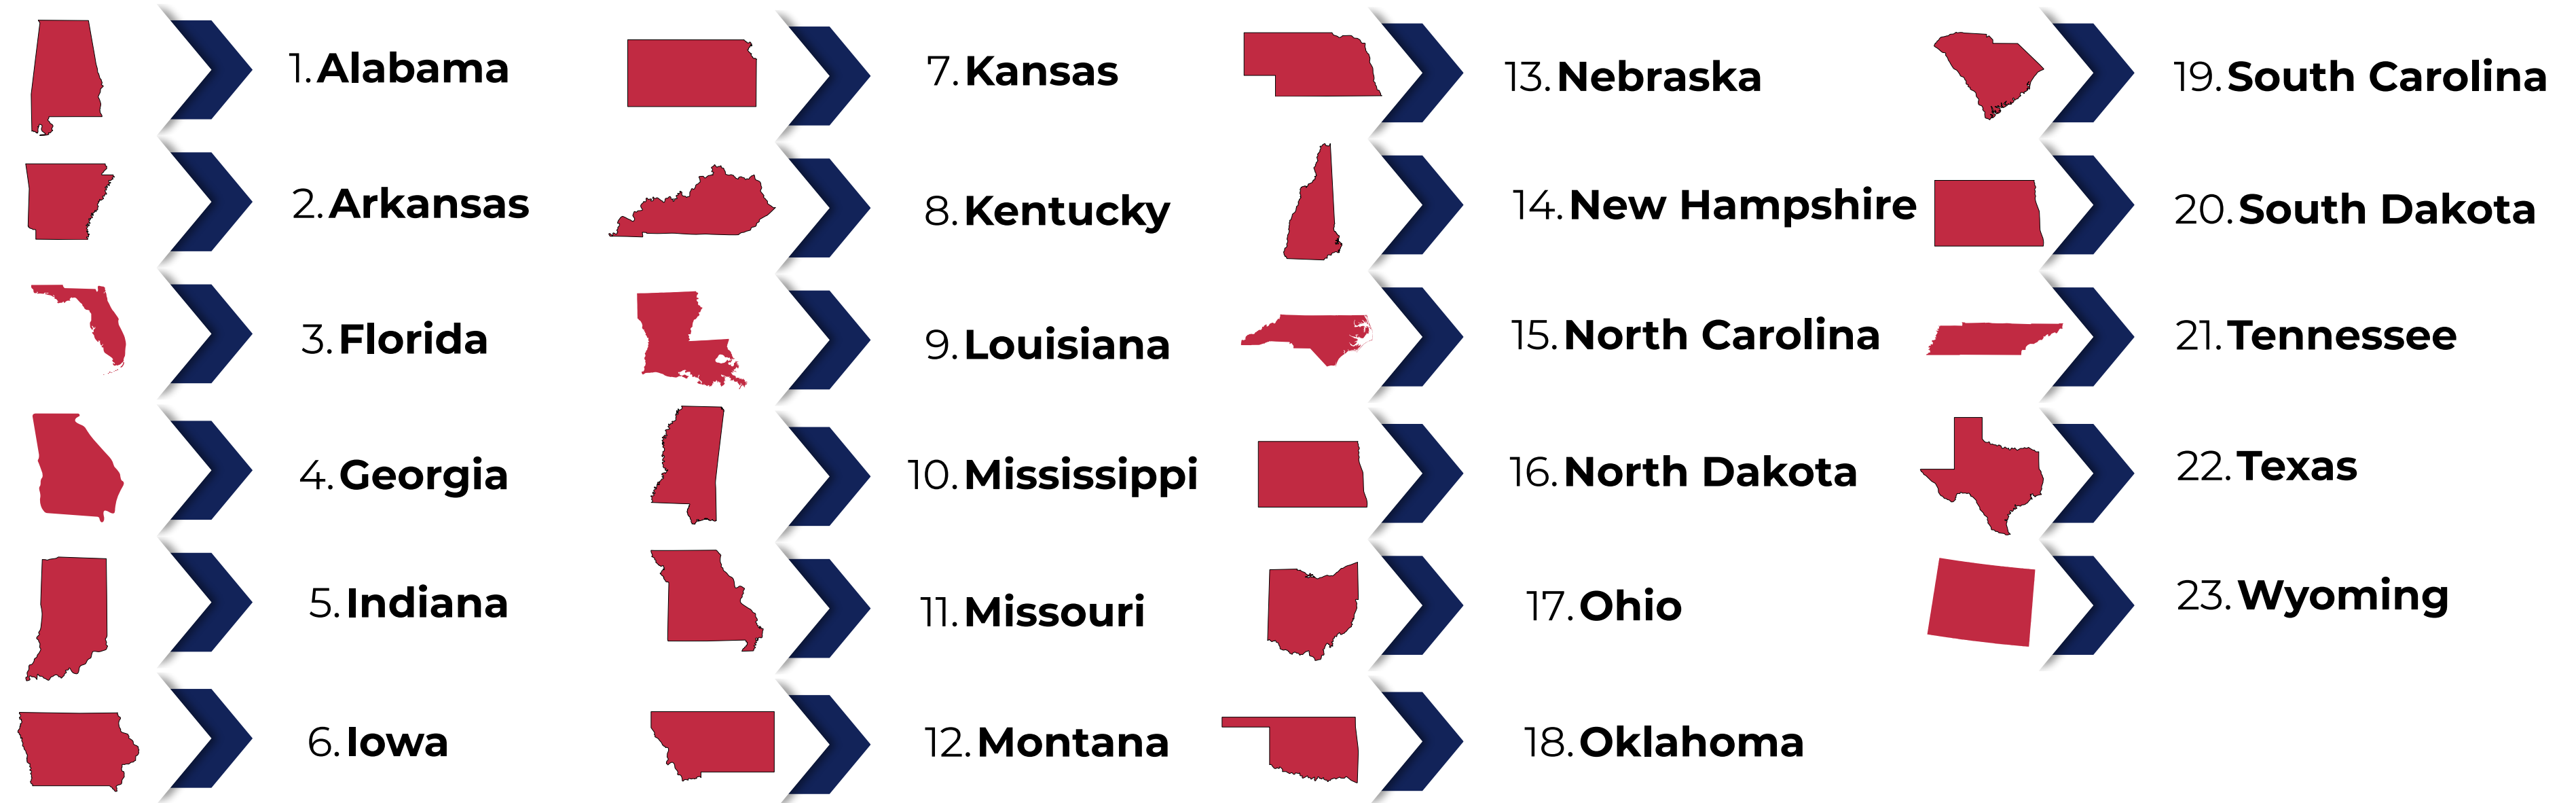 1. Alabama
2. Arkansas
3. Florida
4. Georgia
5. Indiana
6. Iowa
7. Kansas
8. Kentucky
9. Louisiana
10. Mississippi
11. Missouri
12. Montana
13. Nebraska
14. New Hampshire
15. North Carolina
16. North Dakota
17. Ohio
18. Oklahoma
19. South Carolina
20. South Dakota
21. Tennessee
22. Texas
23. Wyoming